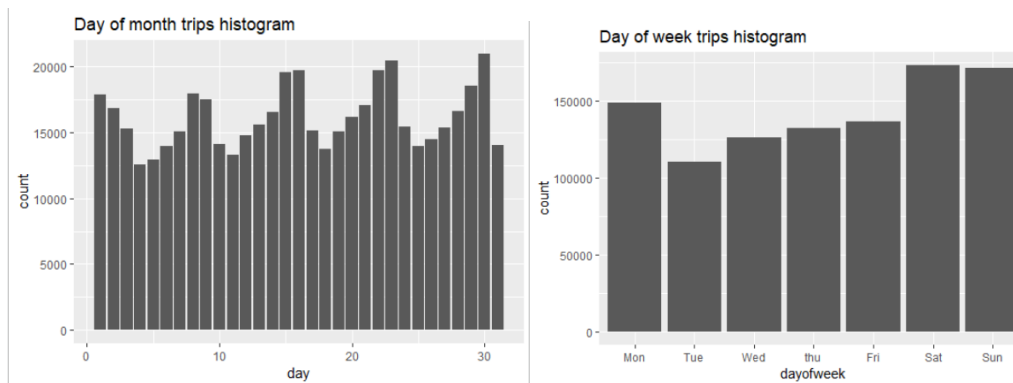 Day of month trips histogram
20000
15000
10000
5000
0
count
0 10 20 30
day
Day of week trips histogram
150000
100000
50000
0
count
Mon Tue Wed thu Fri Sat Sun
dayofweek